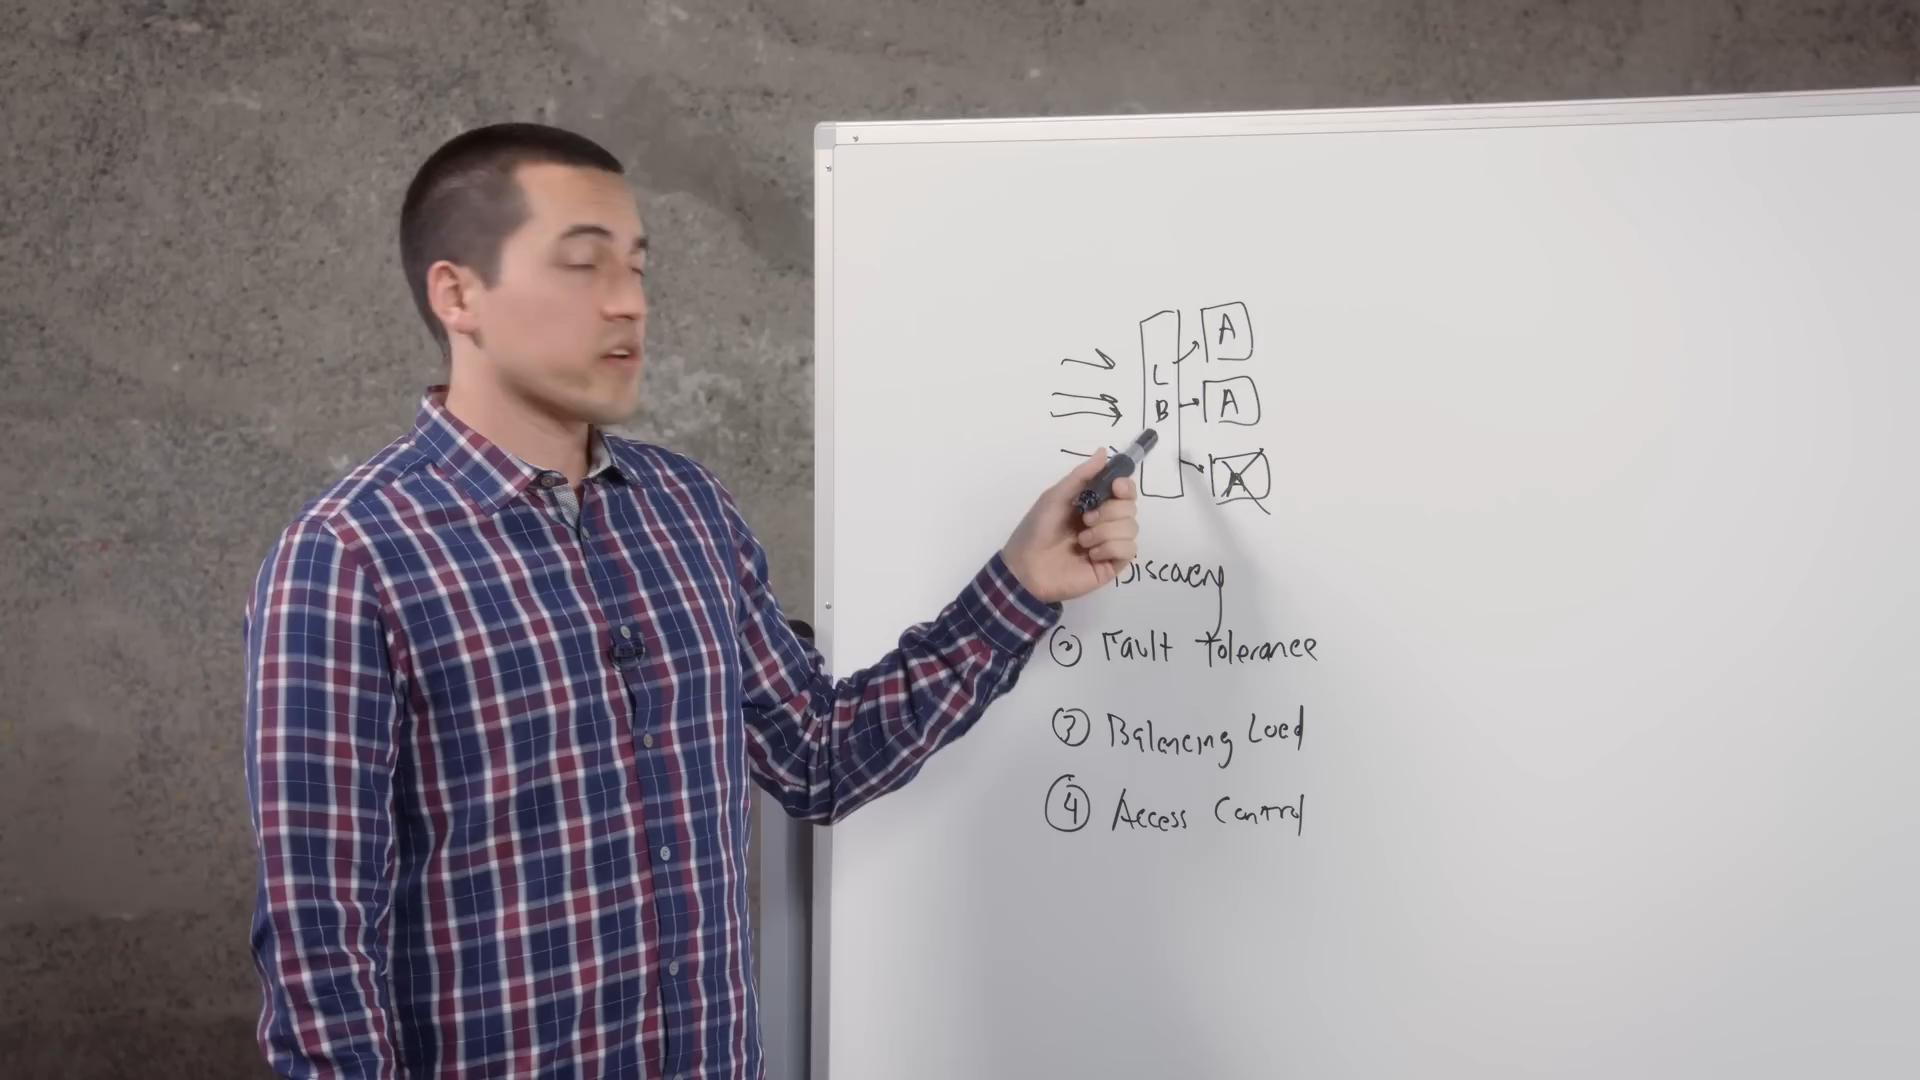 L
B
A
A
A
Discovery
② Fault tolerance
③ Balancing Load
④ Access Control